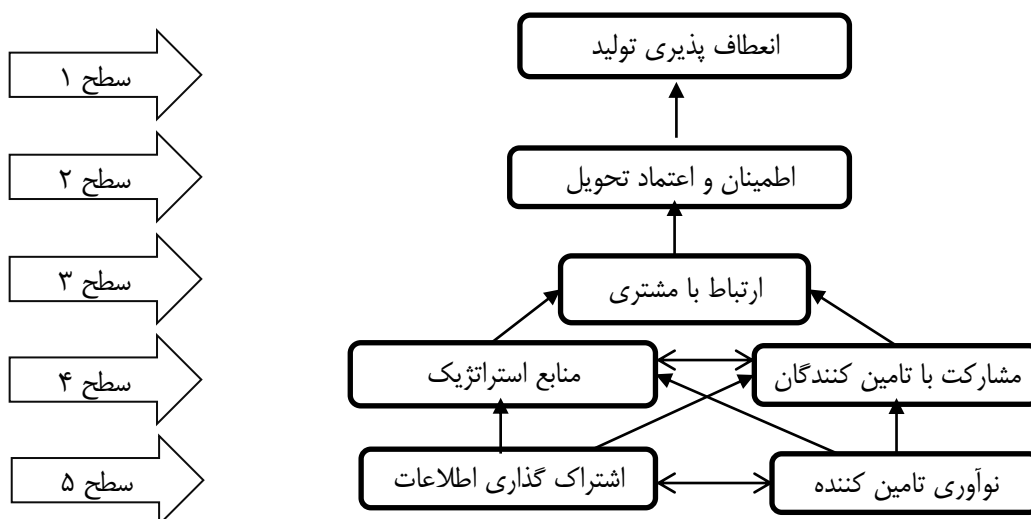 سطح ۱
انعطاف پذیری تولید
سطح ۲
اطمینان و اعتماد تحویل
سطح ۳
ارتباط با مشتری
سطح ۴
مشارکت با تامین کنندگان
منابع استراتژیک
سطح ۵
نوآوری تامین کننده
اشتراک گذاری اطلاعات